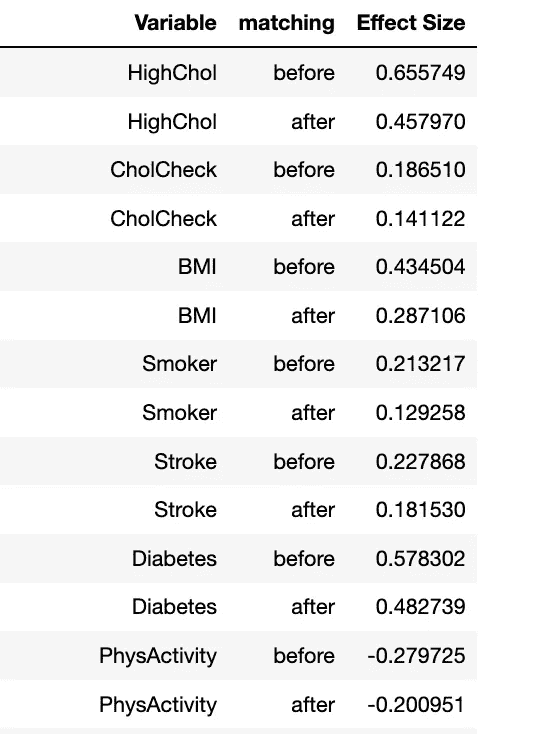 Variable matching Effect Size
HighChol before 0.655749
HighChol after 0.457970
CholCheck before 0.186510
CholCheck after 0.141122
BMI before 0.434504
BMI after 0.287106
Smoker before 0.213217
Smoker after 0.129258
Stroke before 0.227868
Stroke after 0.181530
Diabetes before 0.578302
Diabetes after 0.482739
PhysActivity before -0.279725
PhysActivity after -0.200951